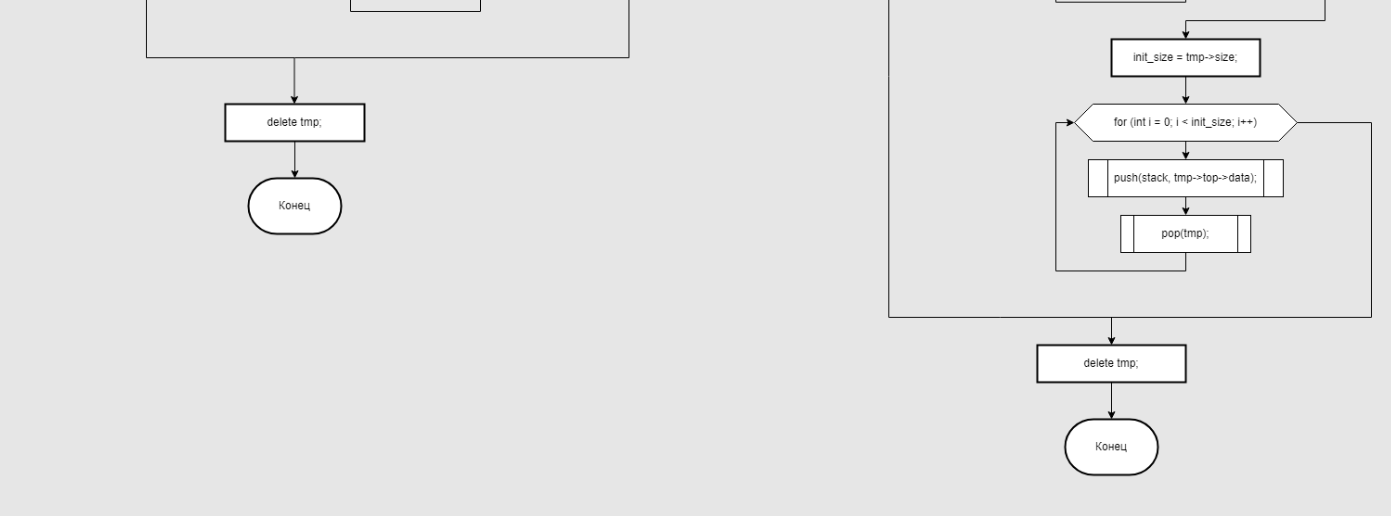 delete tmp;
Конец
init_size = tmp->size;
for (int i = 0; i < init_size; i++)
push(stack, tmp->top->data);
pop(tmp);
delete tmp;
Конец